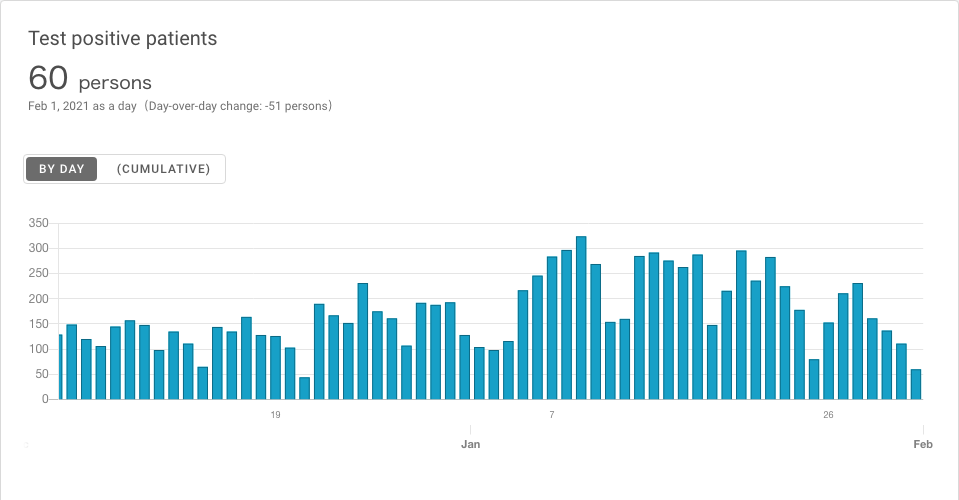 Test positive patients
60 persons
Feb 1, 2021 as a day（Day-over-day change: -51 persons）
BY DAY (CUMULATIVE)
350
300
250
200
150
100
50
0
19 7 26
Jan Feb